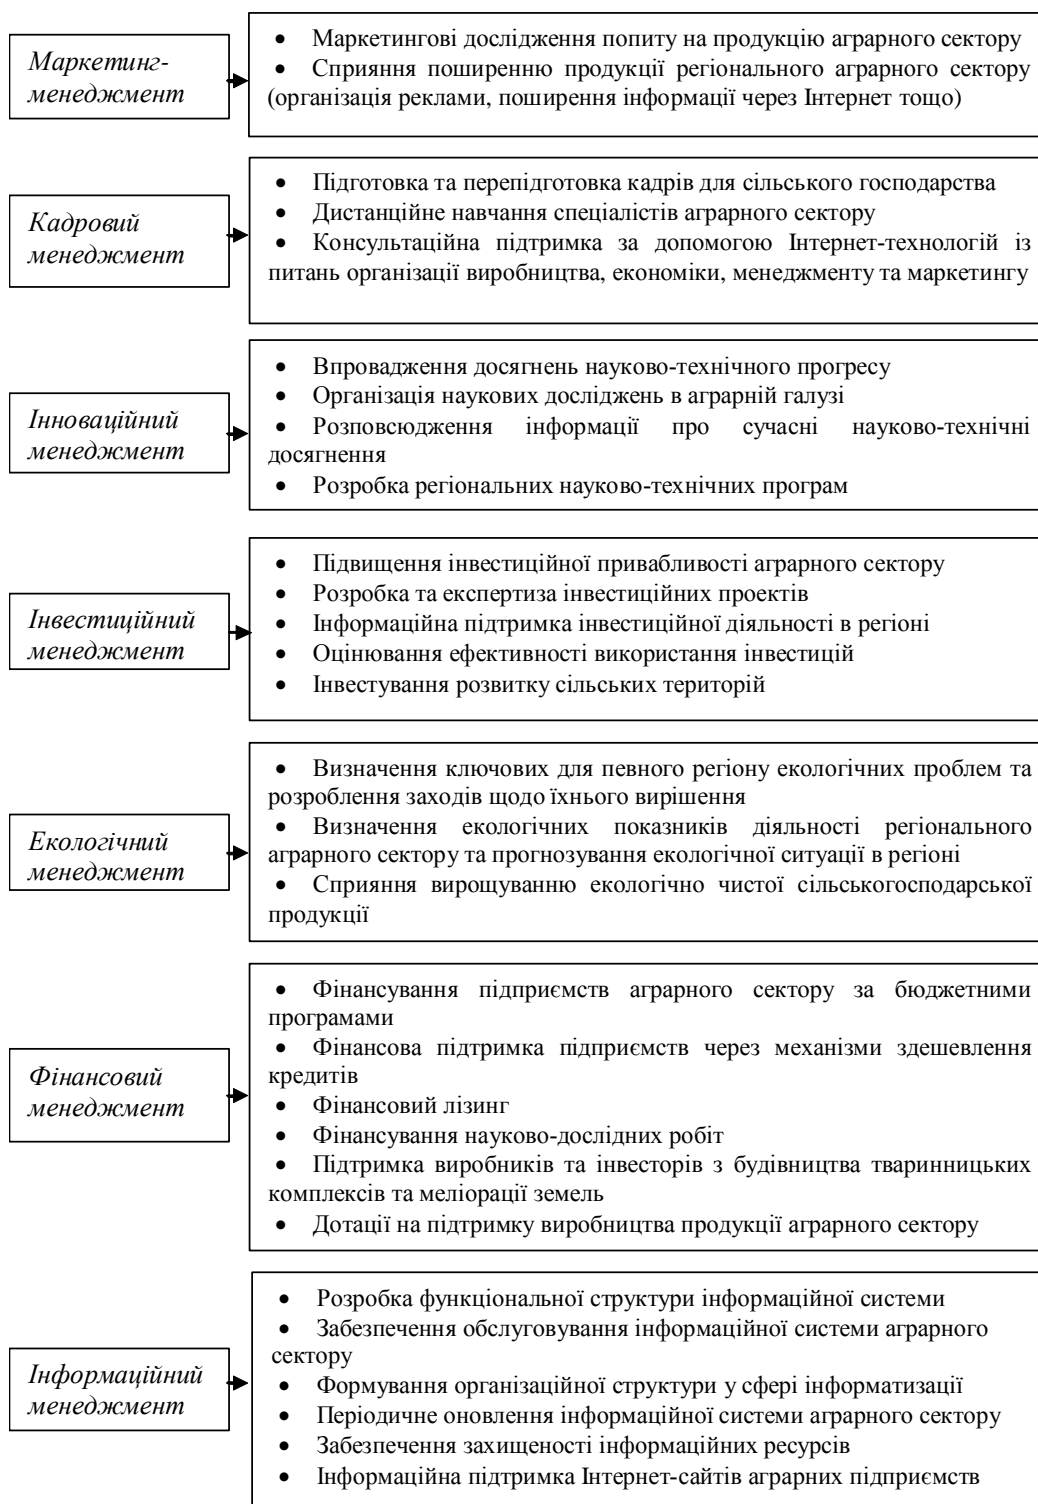 Маркетинг-
менеджмент
• Маркетингові дослідження попиту на продукцію аграрного сектору
• Сприяння поширенню продукції регіонального аграрного сектору
(організація реклами, поширення інформації через Інтернет тощо)
Кадровий
менеджмент
• Підготовка та перепідготовка кадрів для сільського господарства
• Дистанційне навчання спеціалістів аграрного сектору
• Консультаційна підтримка за допомогою Інтернет-технологій із
питань організації виробництва, економіки, менеджменту та маркетингу
Інноваційний
менеджмент
• Впровадження досягнень науково-технічного прогресу
• Організація наукових досліджень в аграрній галузі
• Розповсюдження інформації про сучасні науково-технічні
досягнення
• Розробка регіональних науково-технічних програм
Інвестиційний
менеджмент
• Підвищення інвестиційної привабливості аграрного сектору
• Розробка та експертиза інвестиційних проектів
• Інформаційна підтримка інвестиційної діяльності в регіоні
• Оцінювання ефективності використання інвестицій
• Інвестування розвитку сільських територій
Екологічний
менеджмент
• Визначення ключових для певного регіону екологічних проблем та
розроблення заходів щодо їхнього вирішення
• Визначення екологічних показників діяльності регіонального
аграрного сектору та прогнозування екологічної ситуації в регіоні
• Сприяння вирощуванню екологічно чистої сільськогосподарської
продукції
Фінансовий
менеджмент
• Фінансування підприємств аграрного сектору за бюджетними
програмами
• Фінансова підтримка підприємств через механізми здешевлення
кредитів
• Фінансовий лізинг
• Фінансування науково-дослідних робіт
• Підтримка виробників та інвесторів з будівництва тваринницьких
комплексів та меліорації земель
• Дотації на підтримку виробництва продукції аграрного сектору
Інформаційний
менеджмент
• Розробка функціональної структури інформаційної системи
• Забезпечення обслуговування інформаційної системи аграрного
сектору
• Формування організаційної структури у сфері інформатизації
• Періодичне оновлення інформаційної системи аграрного сектору
• Забезпечення захищеності інформаційних ресурсів
• Інформаційна підтримка Інтернет-сайтів аграрних підприємств